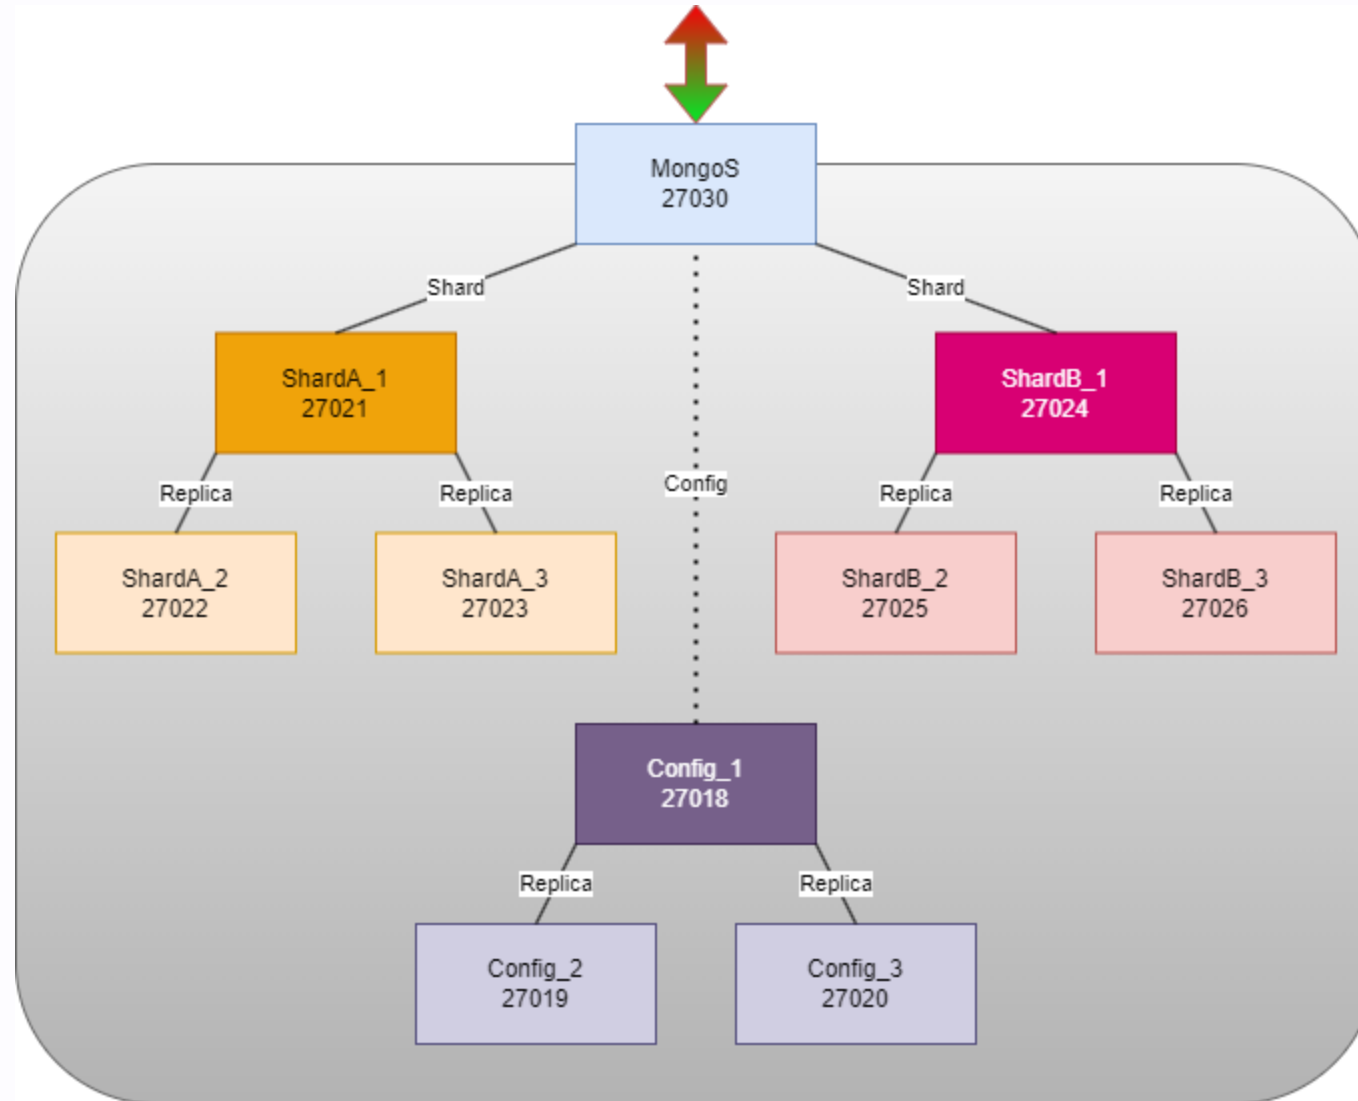 MongoS
27030
Shard
Shard
ShardA_1
27021
ShardB_1
27024
Config
Replica
Replica
Replica
Replica
ShardA_2
27022
ShardA_3
27023
ShardB_2
27025
ShardB_3
27026
Config_1
27018
Replica
Replica
Config_2
27019
Config_3
27020